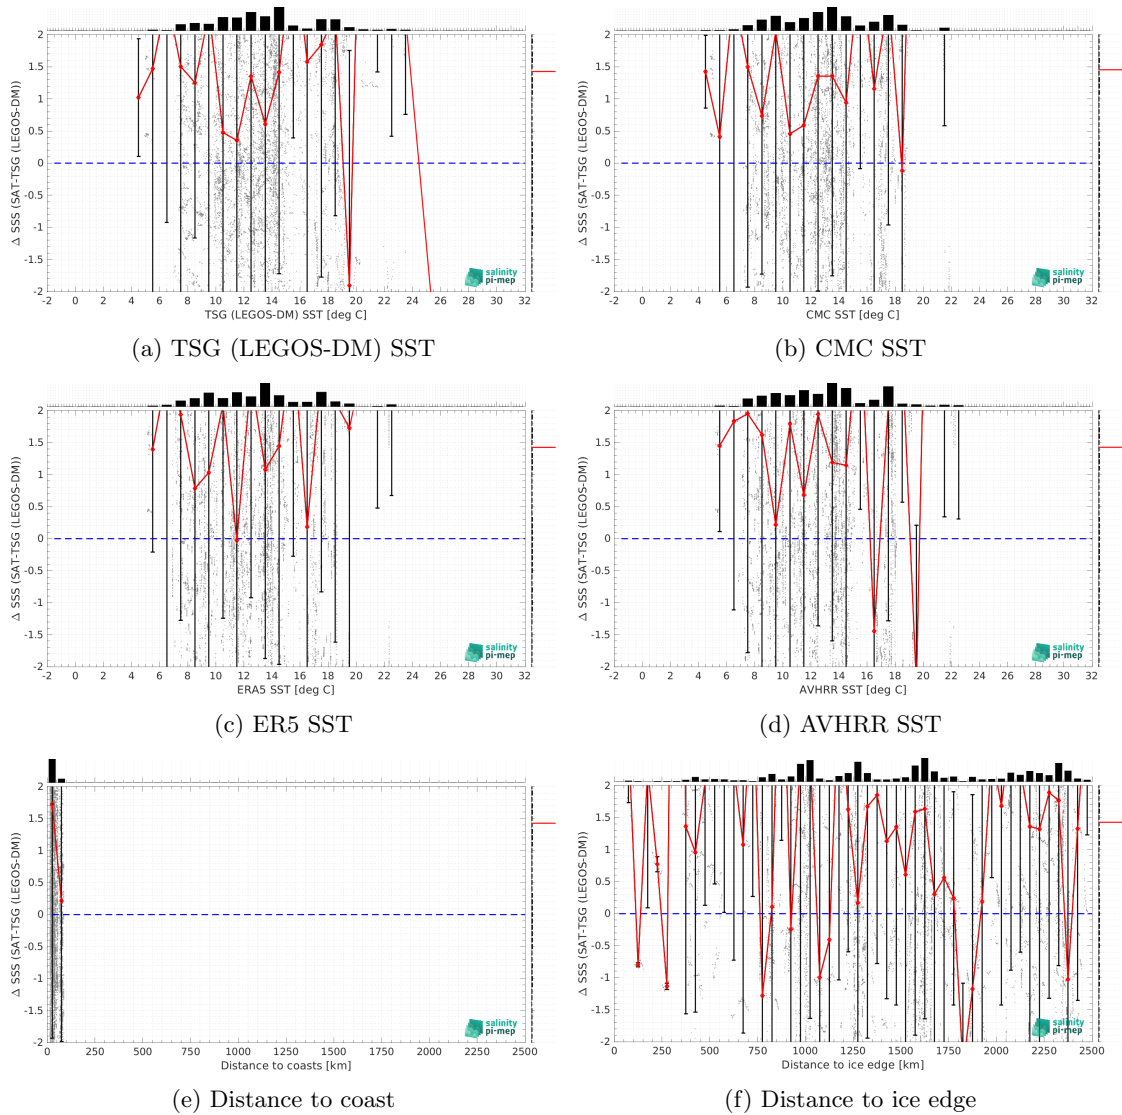 2
1.5
1
0.5
0
-0.5
-1
-1.5
-2
Δ SSS (SAT-TSG (LEGOS-DM))
salinity
pi-mep
-2 0 2 4 6 8 10 12 14 16 18 20 22 24 26 28 30 32
TSG (LEGOS-DM) SST [deg C]
(a) TSG (LEGOS-DM) SST
2
1.5
1
0.5
0
-0.5
-1
-1.5
-2
Δ SSS (SAT-TSG (LEGOS-DM))
salinity
pi-mep
-2 0 2 4 6 8 10 12 14 16 18 20 22 24 26 28 30 32
CMC SST [deg C]
(b) CMC SST
2
1.5
1
0.5
0
-0.5
-1
-1.5
-2
Δ SSS (SAT-TSG (LEGOS-DM))
salinity
pi-mep
-2 0 2 4 6 8 10 12 14 16 18 20 22 24 26 28 30 32
ERA5 SST [deg C]
(c) ER5 SST
2
1.5
1
0.5
0
-0.5
-1
-1.5
-2
Δ SSS (SAT-TSG (LEGOS-DM))
salinity
pi-mep
-2 0 2 4 6 8 10 12 14 16 18 20 22 24 26 28 30 32
AVHRR SST [deg C]
(d) AVHRR SST
2
1.5
1
0.5
0
-0.5
-1
-1.5
-2
Δ SSS (SAT-TSG (LEGOS-DM))
salinity
pi-mep
0 250 500 750 1000 1250 1500 1750 2000 2250 2500
Distance to coasts [km]
(e) Distance to coast
2
1.5
1
0.5
0
-0.5
-1
-1.5
-2
Δ SSS (SAT-TSG (LEGOS-DM))
salinity
pi-mep
0 250 500 750 1000 1250 1500 1750 2000 2250 2500
Distance to ice edge [km]
(f) Distance to ice edge